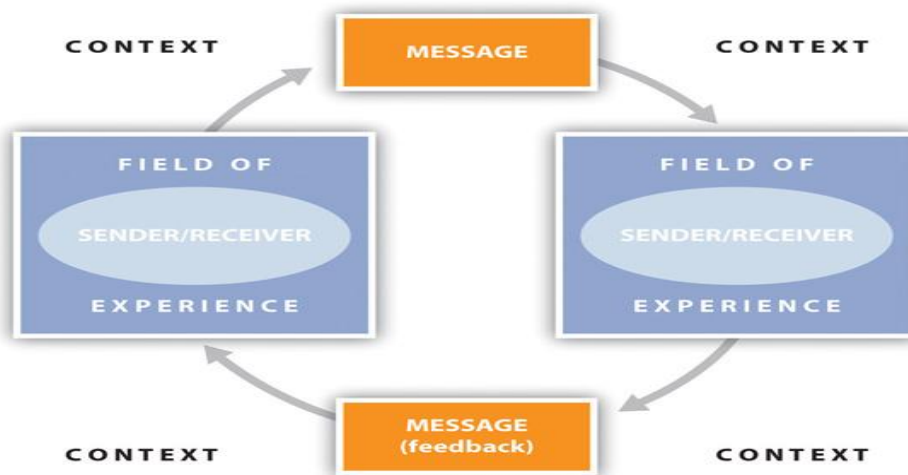 CONTEXT
MESSAGE
CONTEXT
FIELD OF
SENDER/RECEIVER
EXPERIENCE
FIELD OF
SENDER/RECEIVER
EXPERIENCE
MESSAGE
(feedback)
CONTEXT
CONTEXT